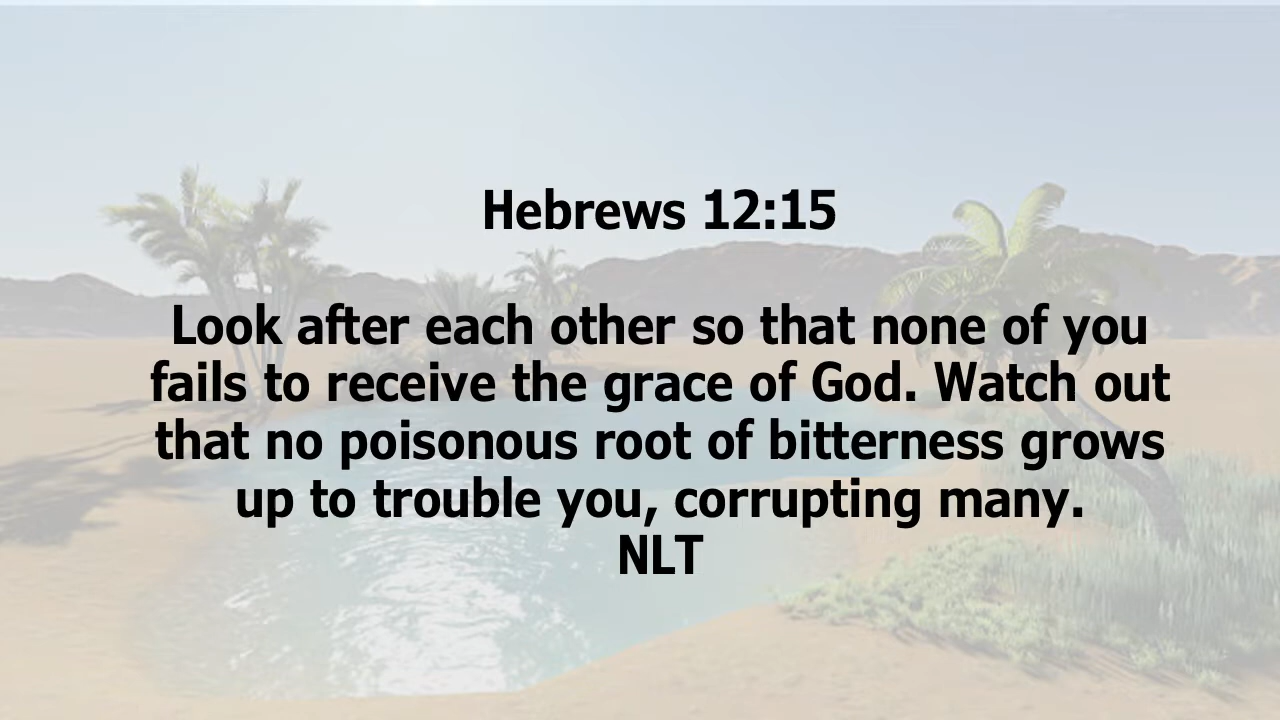 Hebrews 12:15
Look after each other so that none of you
fails to receive the grace of God. Watch out
that no poisonous root of bitterness grows
up to trouble you, corrupting many.
NLT